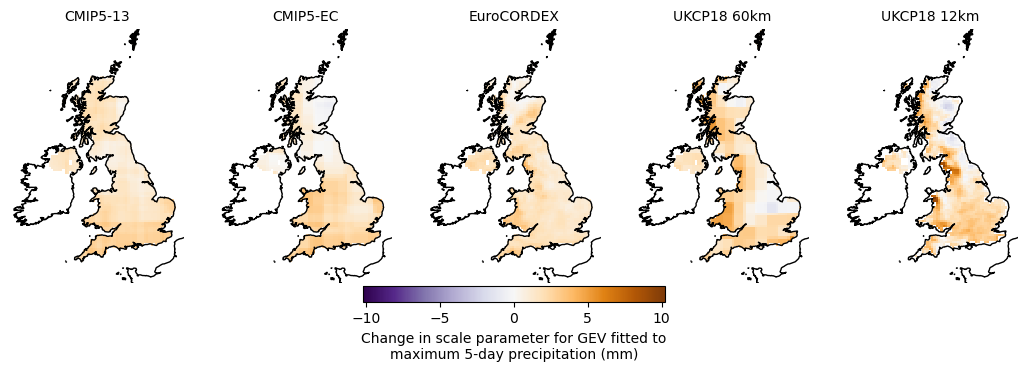 CMIP5-13 CMIP5-EC EuroCORDEX UKCP18 60km UKCP18 12km
−10 −5 0 5 10
Change in scale parameter for GEV fitted to
maximum 5-day precipitation (mm)